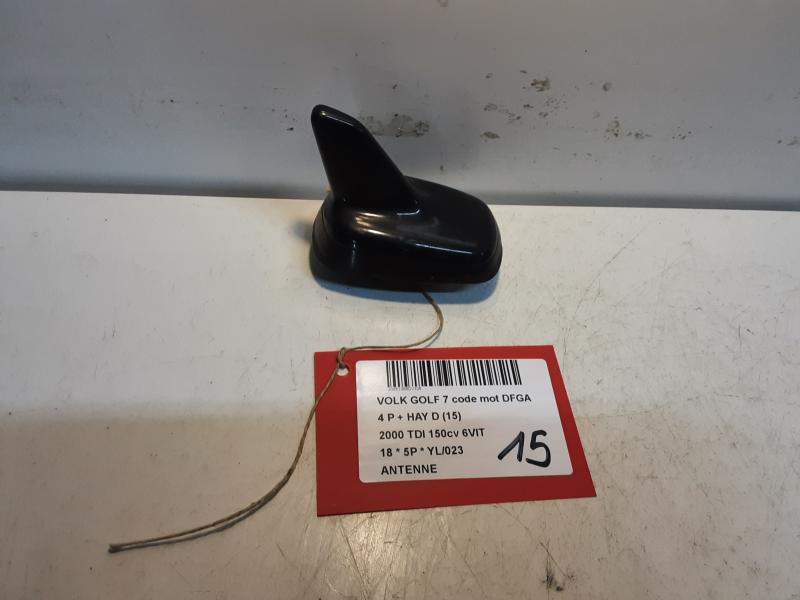 VOLK GOLF 7 code mot DFGA
4 P + HAY D (15)
2000 TDI 150cv 6VIT
18 * 5P * YL/023
ANTENNE
15